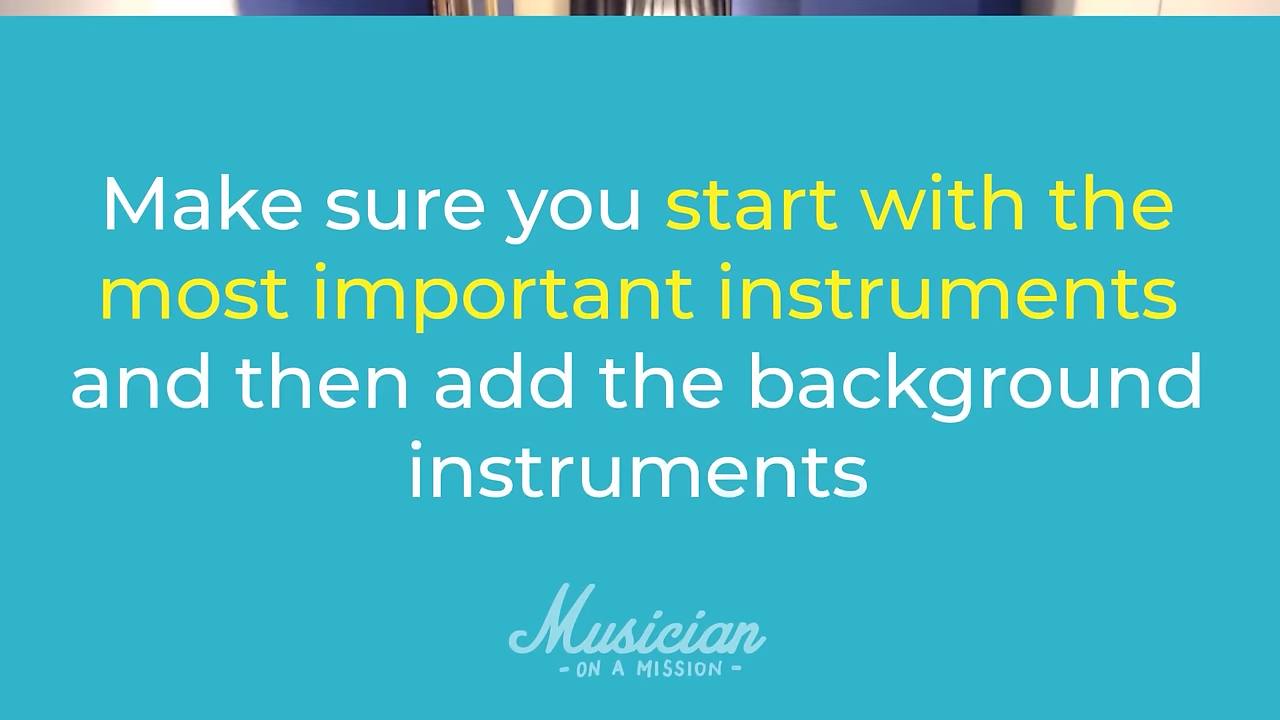 Make sure you start with the
most important instruments
and then add the background
instruments
Musician
- ON A MISSION -